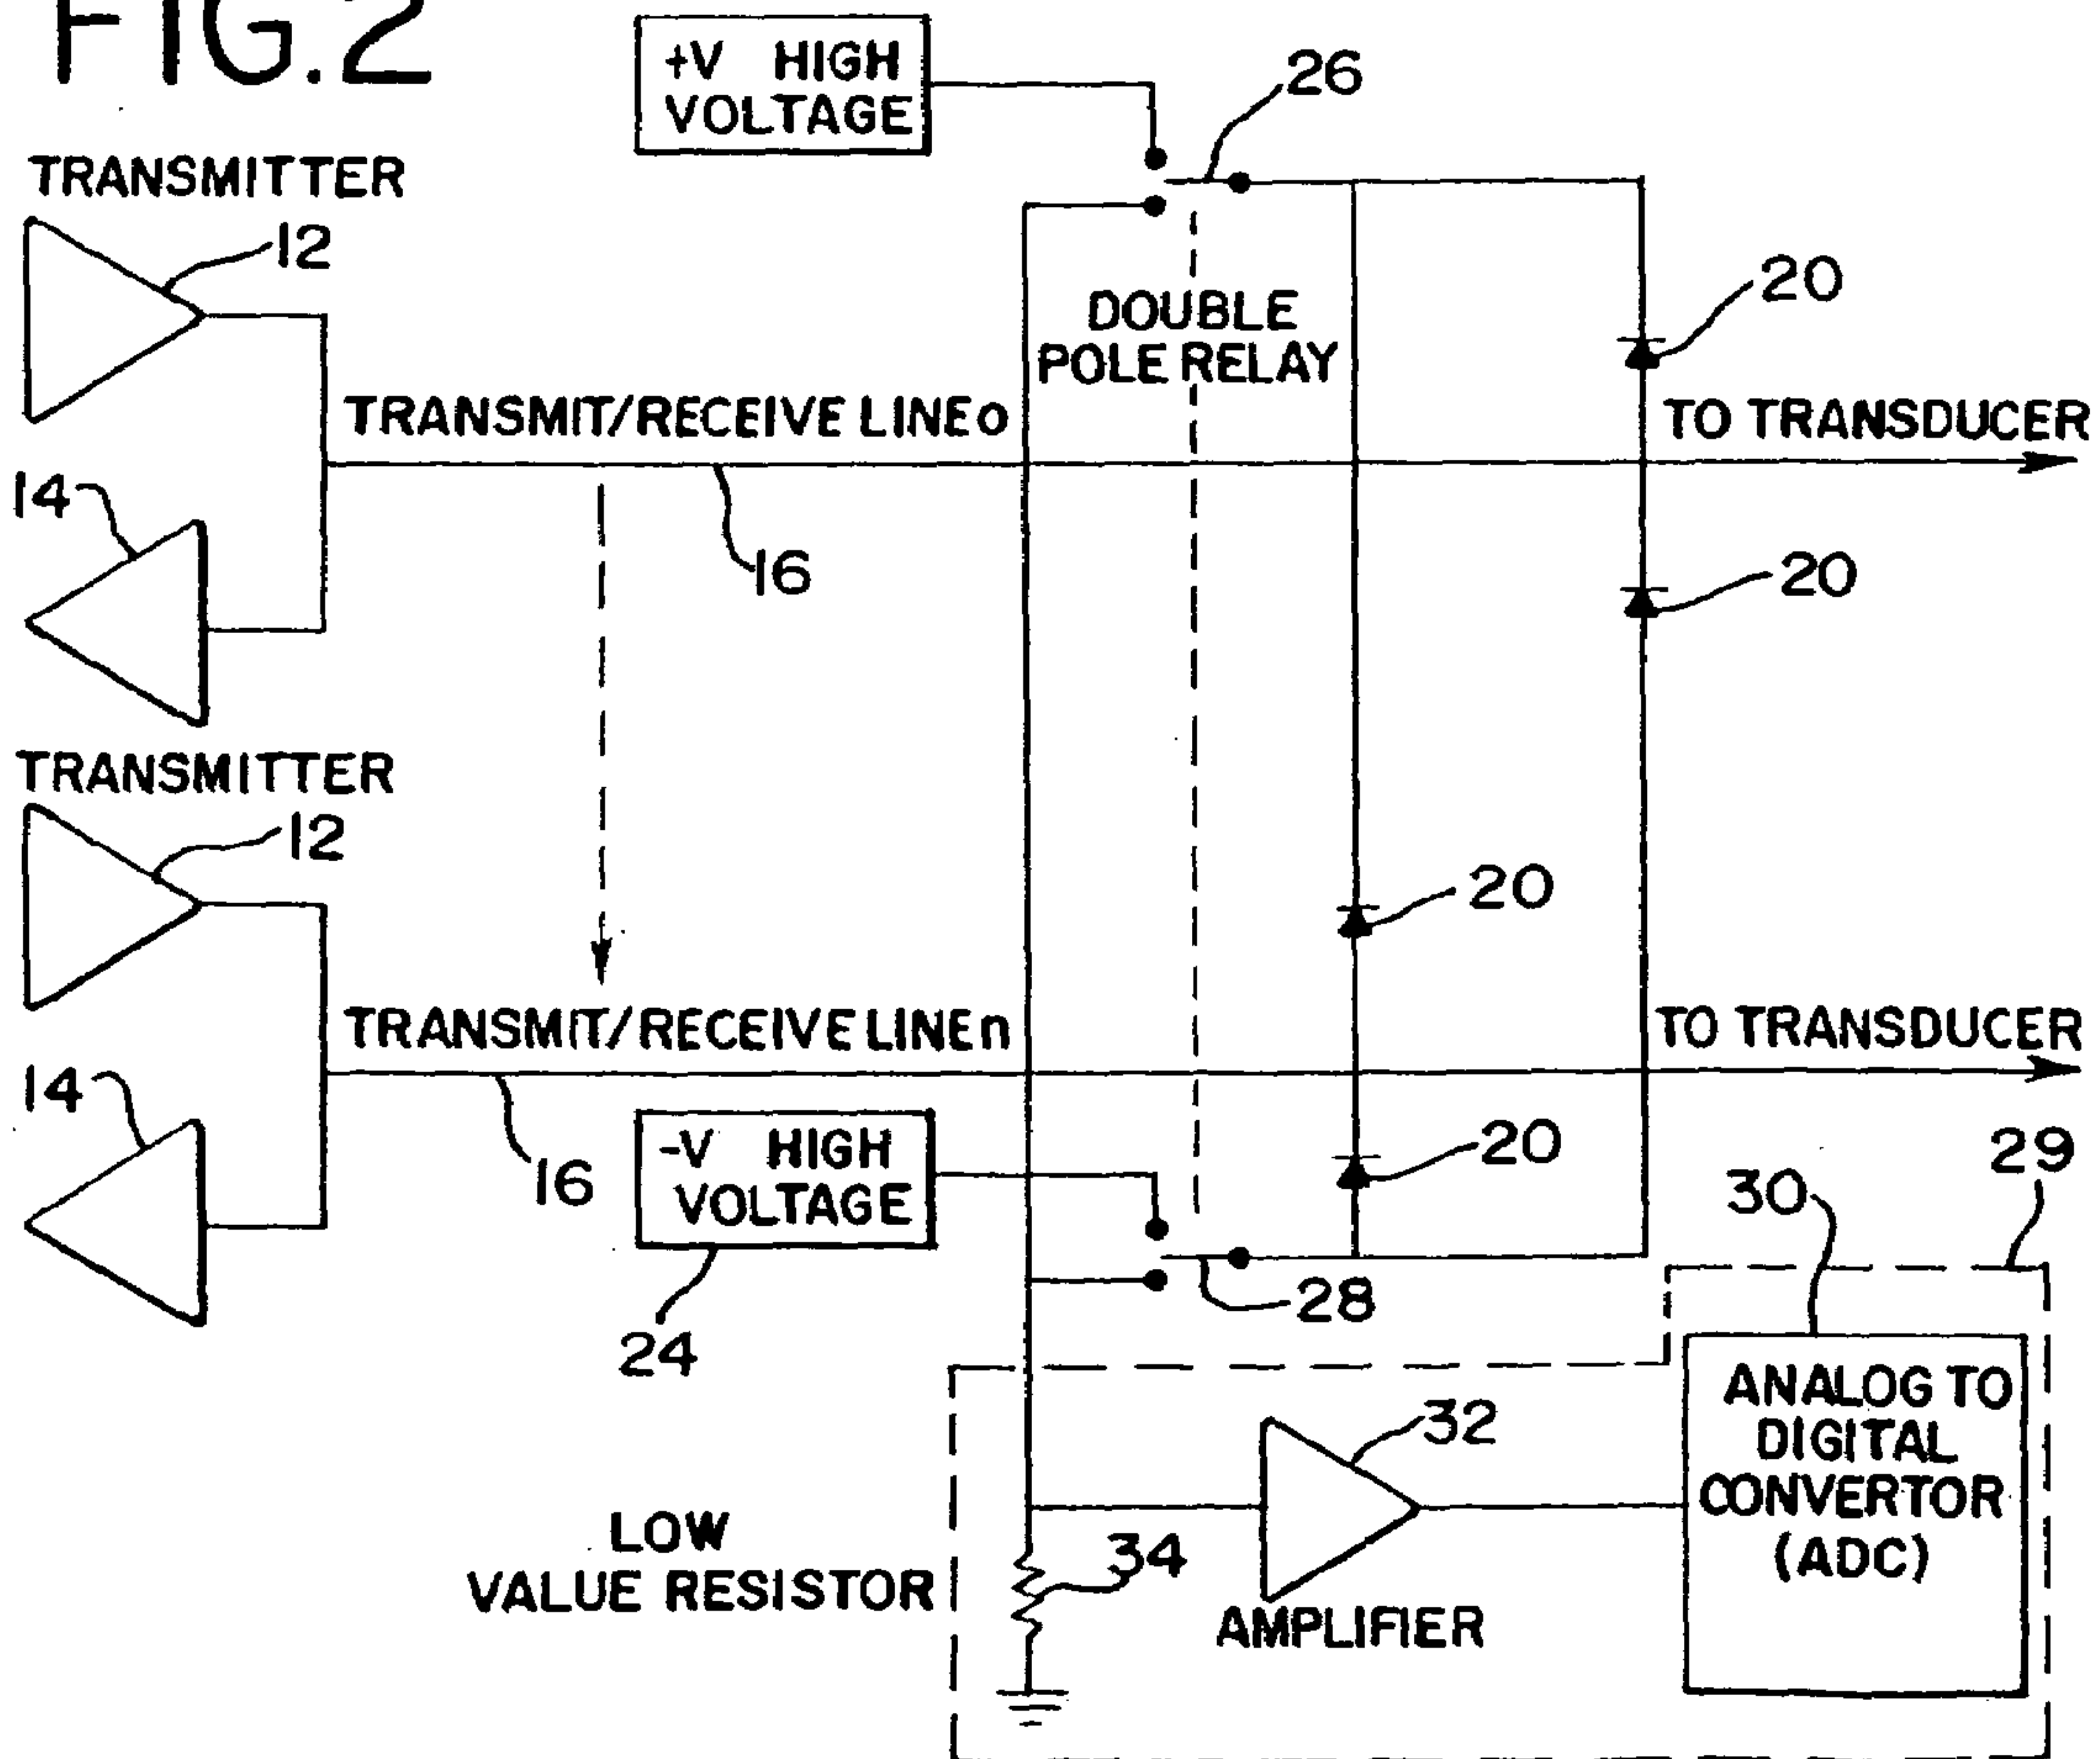 FIG.2
+V HIGH
VOLTAGE
26
TRANSMITTER
12
DOUBLE
POLE RELAY
20
TRANSMIT/RECEIVE LINE o
TO TRANSDUCER
14
16
20
TRANSMITTER
12
20
TRANSMIT/RECEIVE LINE n
TO TRANSDUCER
14
16
-V HIGH
VOLTAGE
24
20
28
30
29
ANALOG TO
DIGITAL
CONVERTOR
(ADC)
32
LOW
VALUE RESISTOR
34
AMPLIFIER